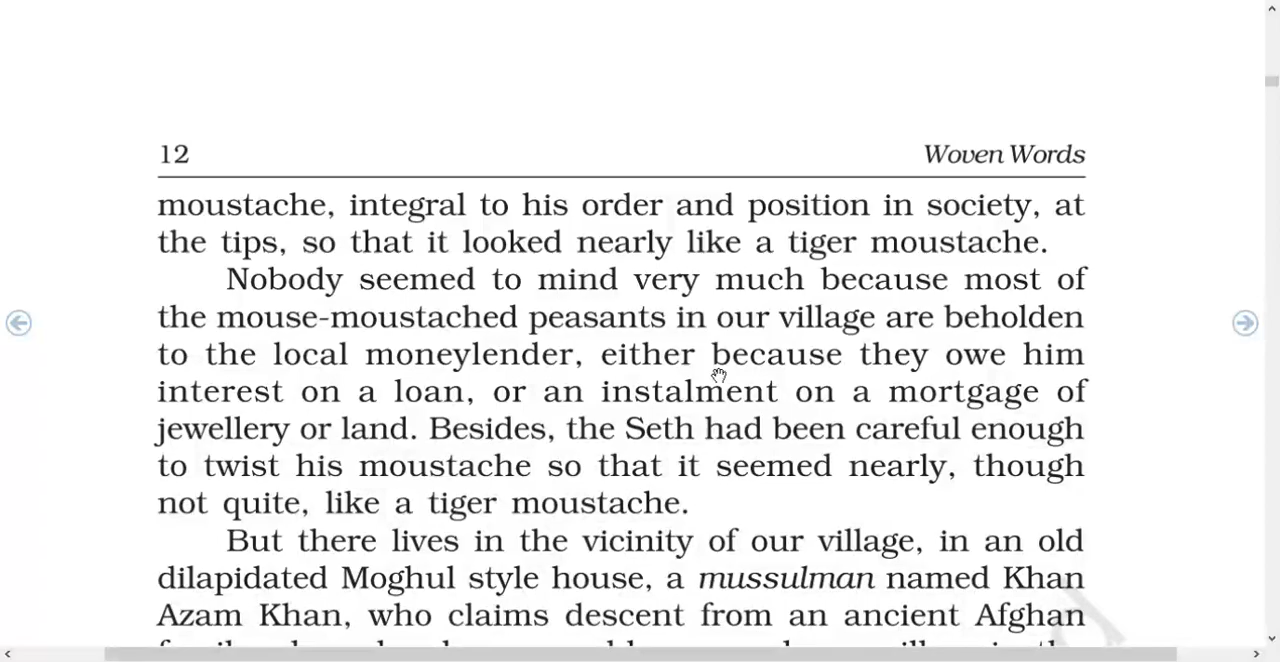 12 Woven Words
moustache, integral to his order and position in society, at
the tips, so that it looked nearly like a tiger moustache.
Nobody seemed to mind very much because most of
the mouse-moustached peasants in our village are beholden
to the local moneylender, either because they owe him
interest on a loan, or an instalment on a mortgage of
jewellery or land. Besides, the Seth had been careful enough
to twist his moustache so that it seemed nearly, though
not quite, like a tiger moustache.
But there lives in the vicinity of our village, in an old
dilapidated Moghul style house, a mussulman named Khan
Azam Khan, who claims descent from an ancient Afghan